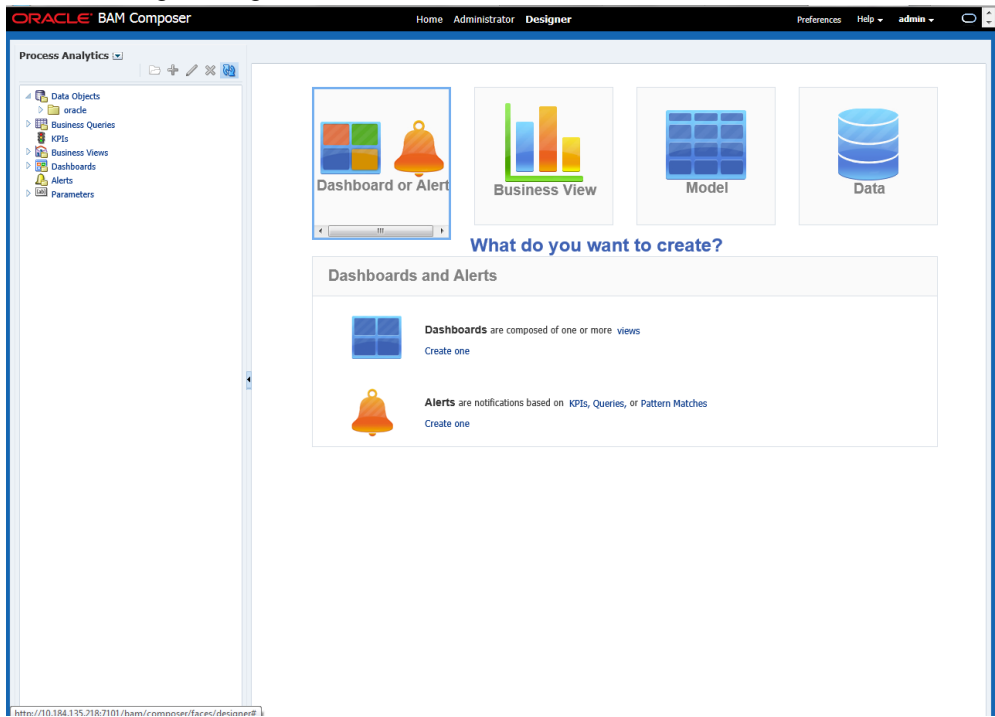 ORACLE BAM Composer
Home Administrator Designer
Preferences Help admin
Process Analytics
Data Objects
oracle
Business Queries
KPIs
Business Views
Dashboards
Alerts
Parameters
Dashboard or Alert
Business View
Model
Data
What do you want to create?
Dashboards and Alerts
Dashboards are composed of one or more views
Create one
Alerts are notifications based on KPIs, Queries, or Pattern Matches
Create one
http://10.184.135.218:7101/bam/composer/faces/designer#